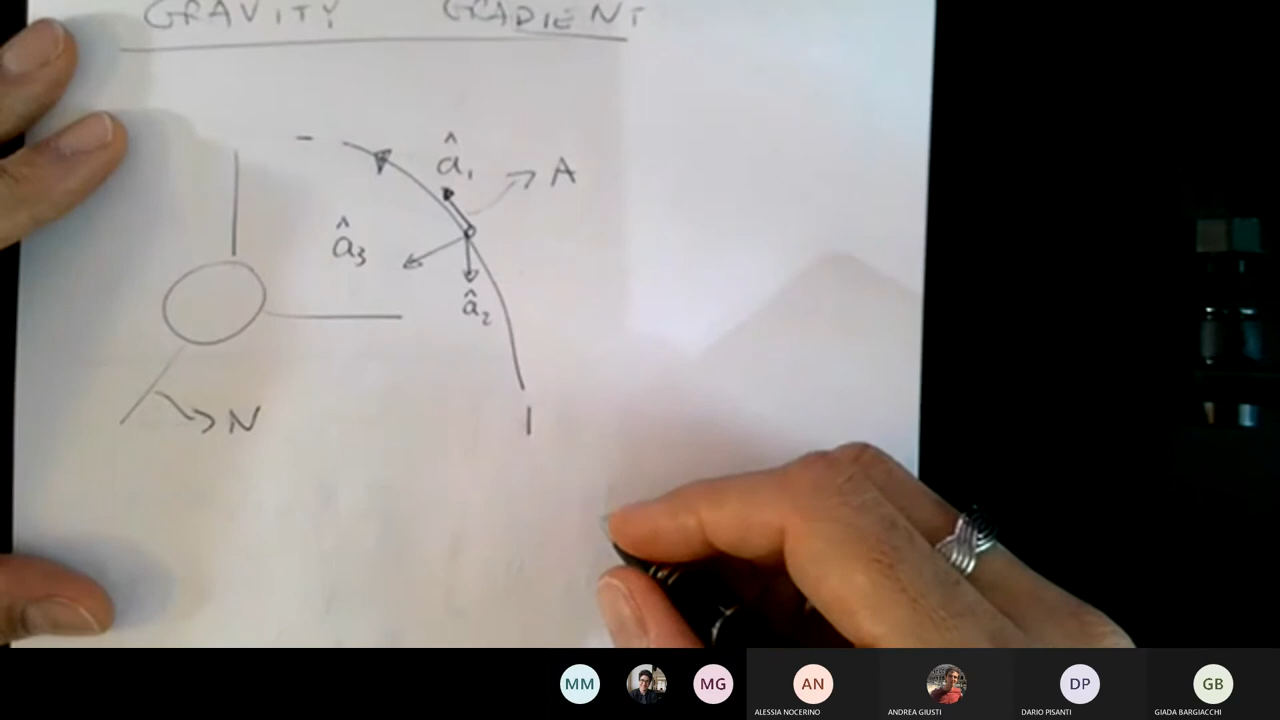 GRAVITY GRADIENT
â₁
A
â₃
â₂
N
MM
MG
AN
DP
GB
ALESSIA NOCERINO
ANDREA GIUSTI
DARIO PISANTI
GIADA BARGIACCHI